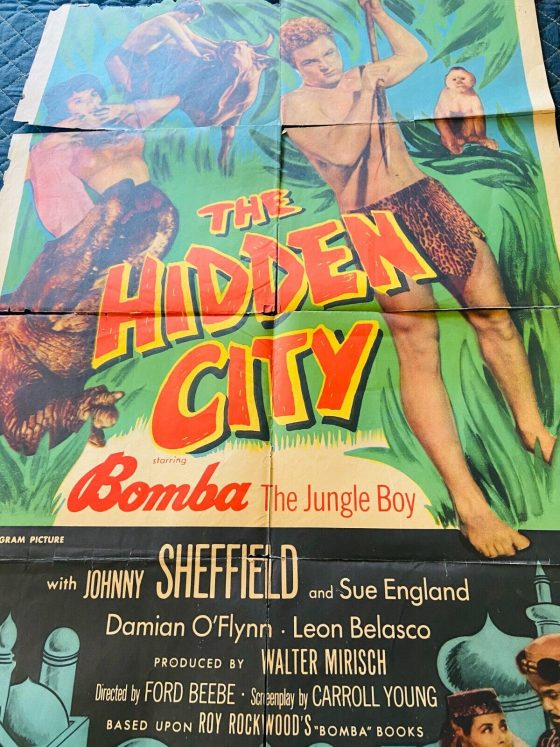 THE
HIDDEN
CITY
starring
Bomba The Jungle Boy
GRAM PICTURE
with JOHNNY SHEFFIELD and Sue England
Damian O'Flynn · Leon Belasco
PRODUCED BY WALTER MIRISCH
Directed by FORD BEEBE · Screenplay by CARROLL YOUNG
BASED UPON ROY ROCKWOOD'S "BOMBA" BOOKS